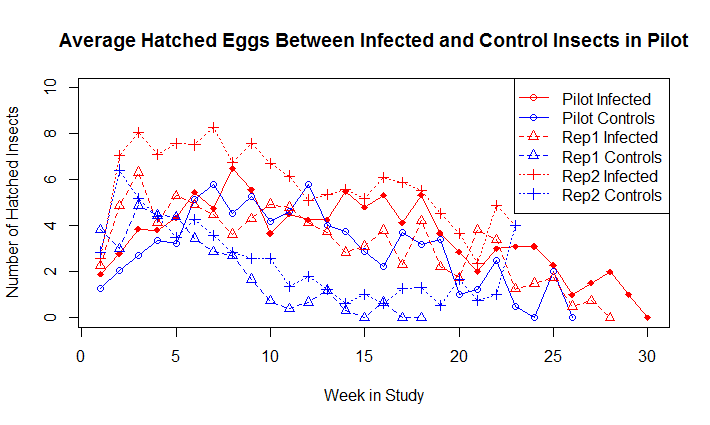 Average Hatched Eggs Between Infected and Control Insects in Pilot
Number of Hatched Insects
10
8
6
4
2
0
Pilot Infected
Pilot Controls
Rep1 Infected
Rep1 Controls
Rep2 Infected
Rep2 Controls
0 5 10 15 20 25 30
Week in Study